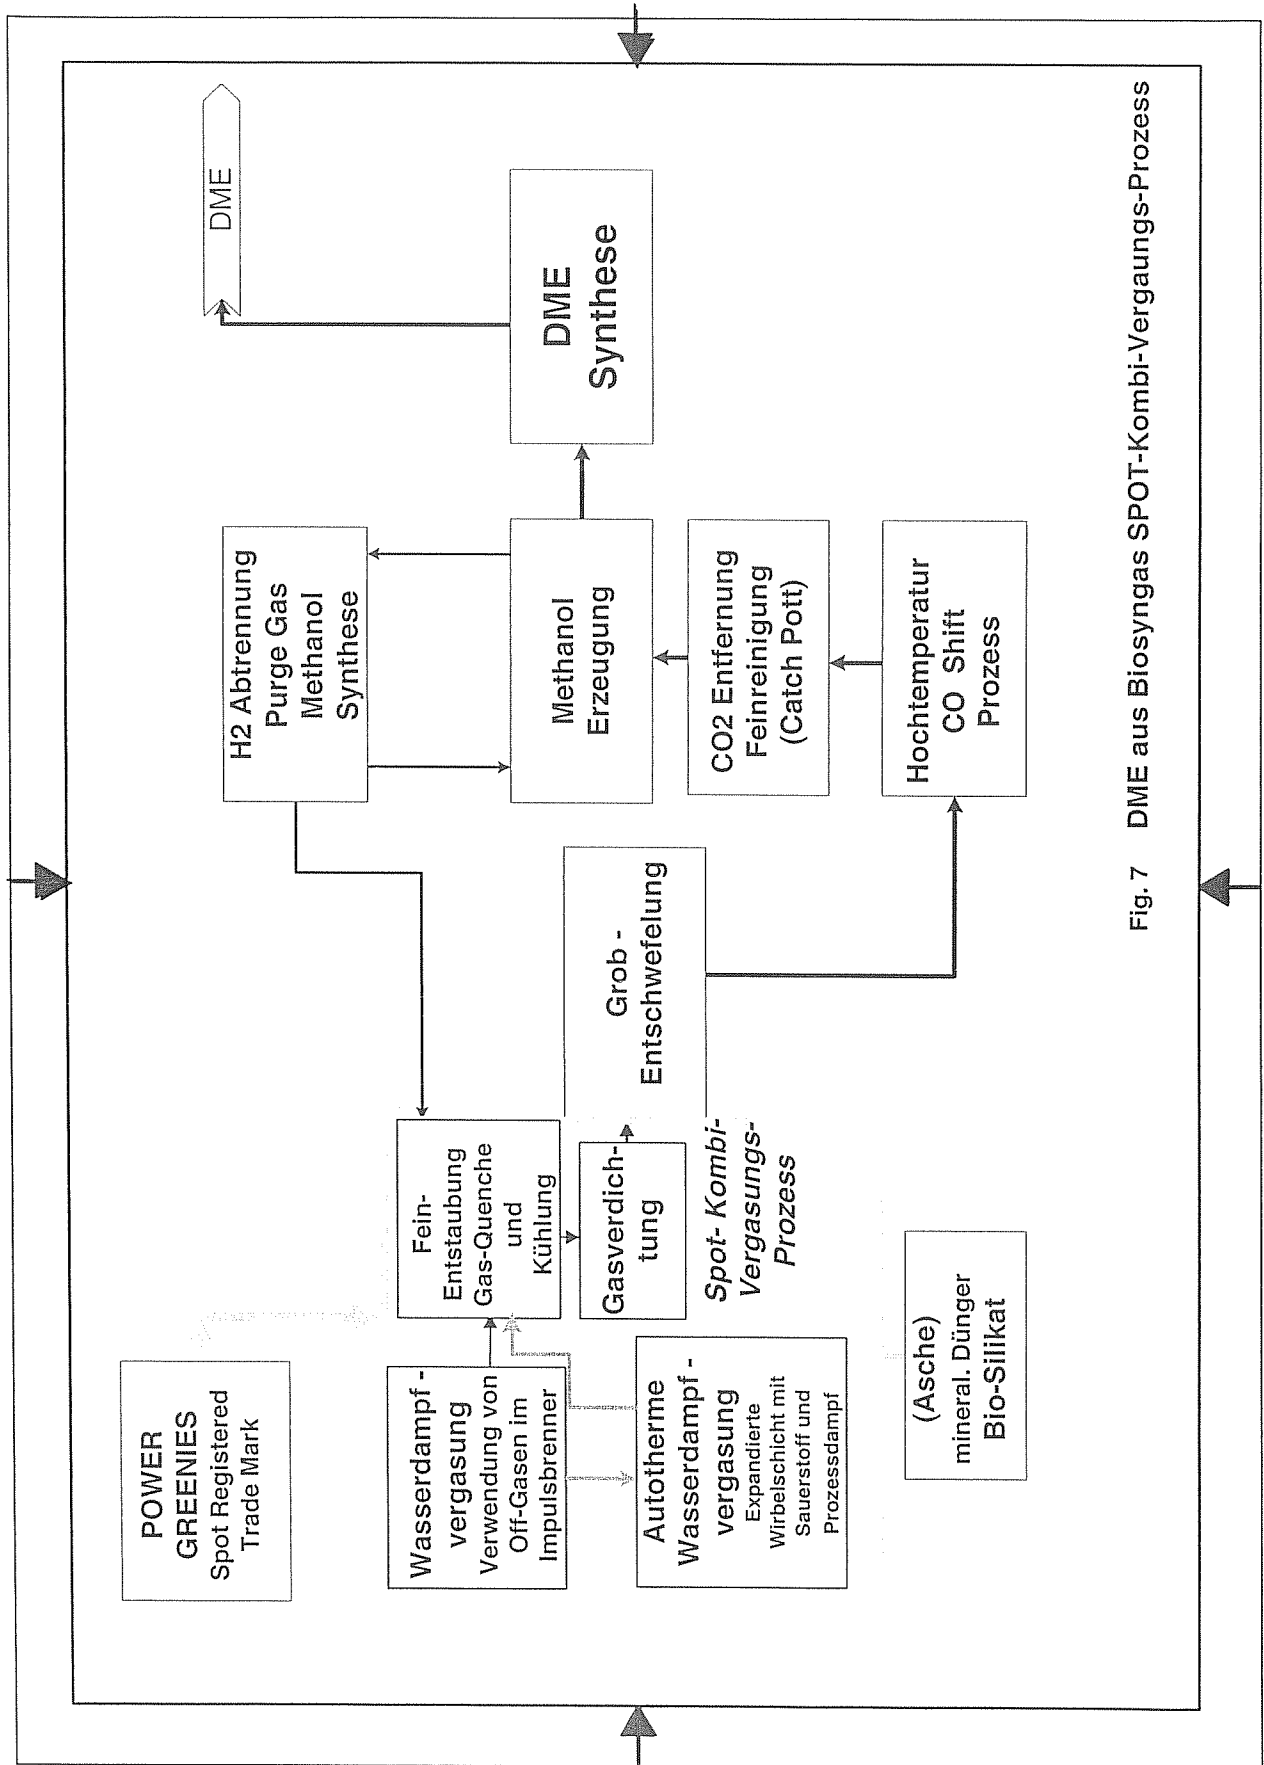 POWER
GREENIES
Spot Registered
Trade Mark
Wasserdampf -
vergasung
Verwendung von
Off-Gasen im
Impulsbrenner
Autotherme
Wasserdampf -
vergasung
Expandierte
Wirbelschicht mit
Sauerstoff und
Prozessdampf
(Asche)
mineral. Dünger
Bio-Silikat
Fein-
Entstaubung
Gas-Quenche
und
Kühlung
Gasverdich-
tung
Spot- Kombi-
Vergasungs-
Prozess
Grob -
Entschwefelung
H2 Abtrennung
Purge Gas
Methanol
Synthese
Methanol
Erzeugung
CO2 Entfernung
Feinreinigung
(Catch Pott)
Hochtemperatur
CO Shift
Prozess
DME
Synthese
DME
Fig. 7 DME aus Biosyngas SPOT-Kombi-Vergaungs-Prozess